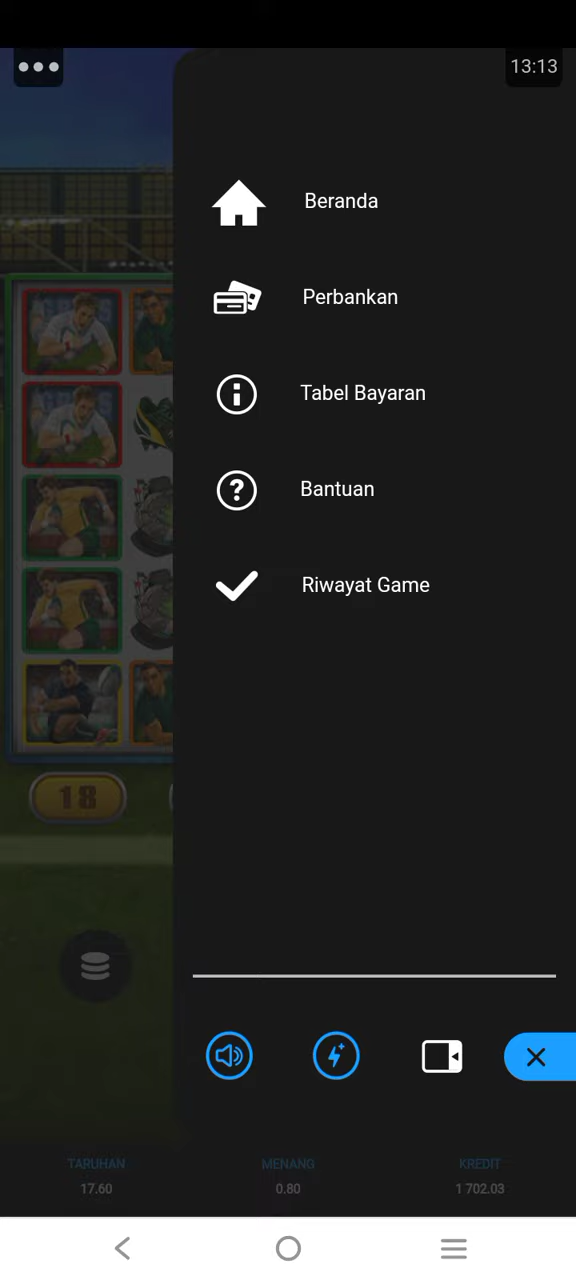 13:13
Beranda
Perbankan
Tabel Bayaran
Bantuan
Riwayat Game
18
TARUHAN MENANG KREDIT
17.60 0.80 1 702.03